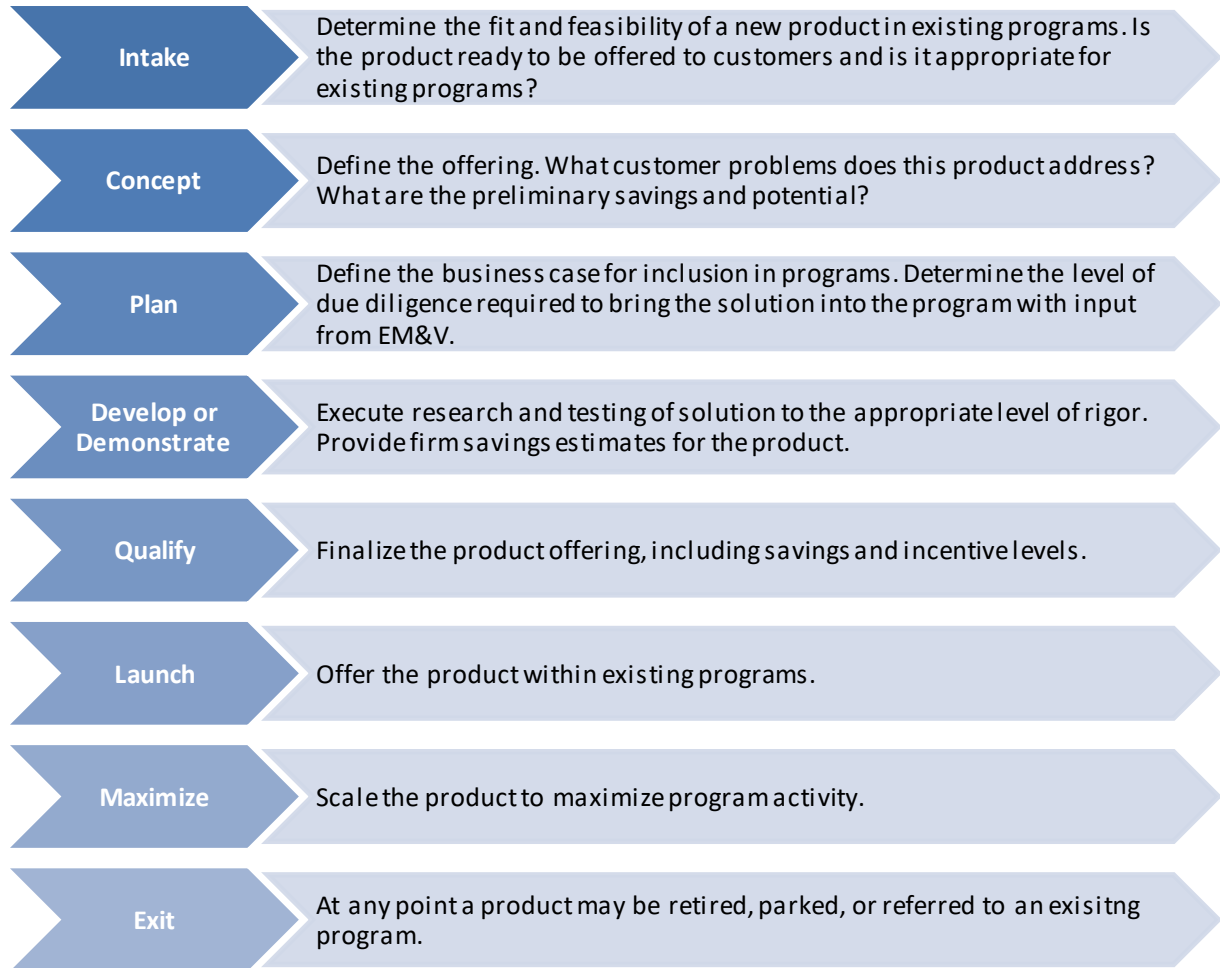 Intake
Determine the fit and feasibility of a new product in existing programs. Is
the product ready to be offered to customers and is it appropriate for
existing programs?
Concept
Define the offering. What customer problems does this product address?
What are the preliminary savings and potential?
Plan
Define the business case for inclusion in programs. Determine the level of
due diligence required to bring the solution into the program with input
from EM&V.
Develop or
Demonstrate
Execute research and testing of solution to the appropriate level of rigor.
Provide firm savings estimates for the product.
Qualify
Finalize the product offering, including savings and incentive levels.
Launch
Offer the product within existing programs.
Maximize
Scale the product to maximize program activity.
Exit
At any point a product may be retired, parked, or referred to an exisitng
program.